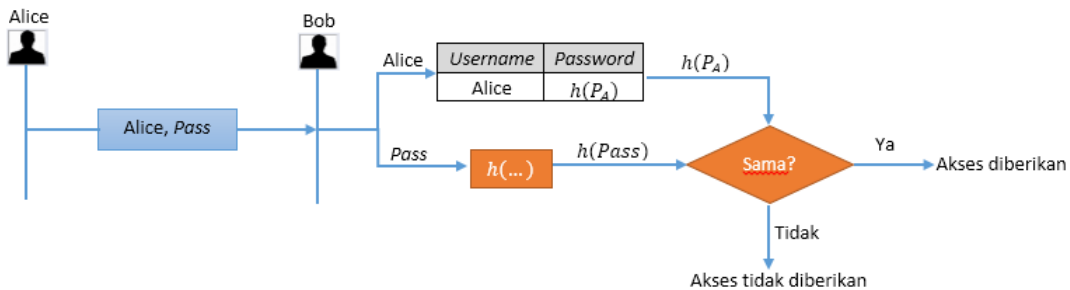 Alice
Bob
Alice, Pass
Alice
Username Password
Alice h(P_A)
h(P_A)
Pass
h(...)
h(Pass)
Sama?
Ya
Akses diberikan
Tidak
Akses tidak diberikan